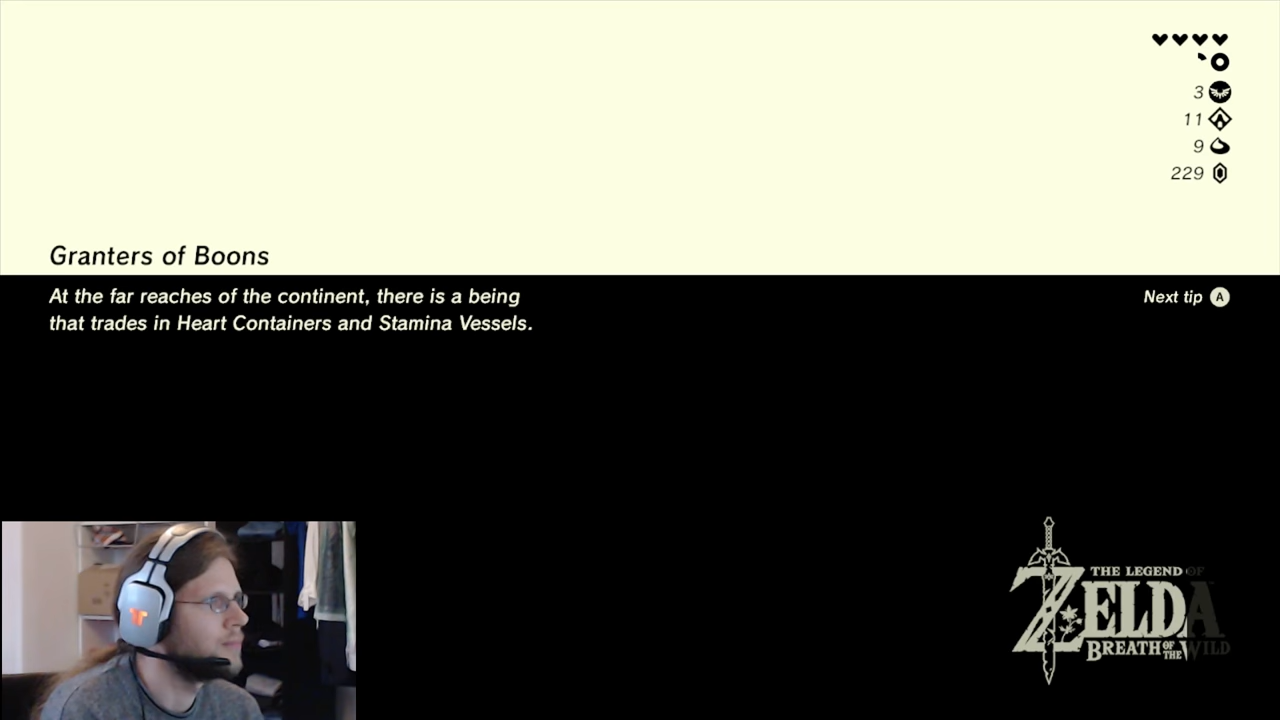 3
11
9
229
Granters of Boons
At the far reaches of the continent, there is a being
that trades in Heart Containers and Stamina Vessels.
Next tip A
THE LEGEND OF
ZELDA
BREATH OF THE WILD